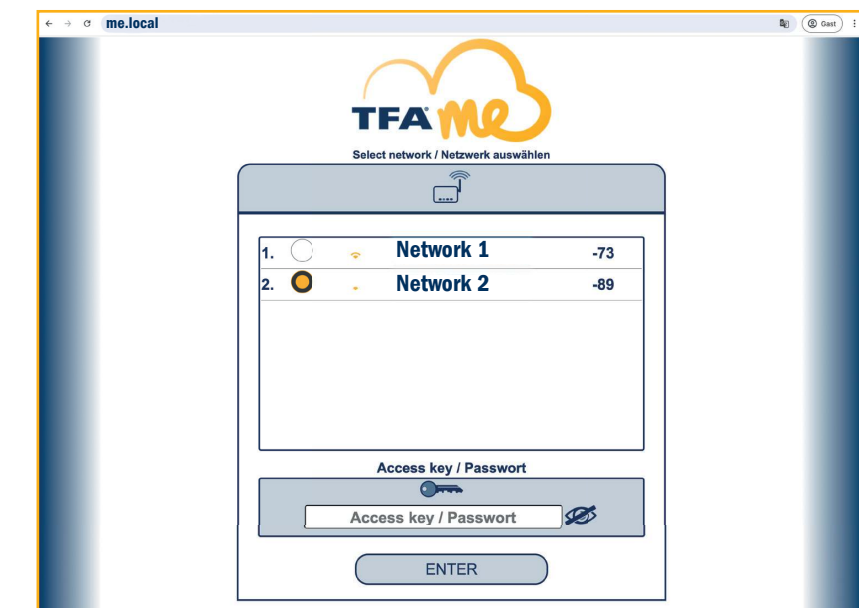 me.local
Gast
TFA® me
Select network / Netzwerk auswählen
1. Network 1 -73
2. Network 2 -89
Access key / Passwort
Access key / Passwort
ENTER